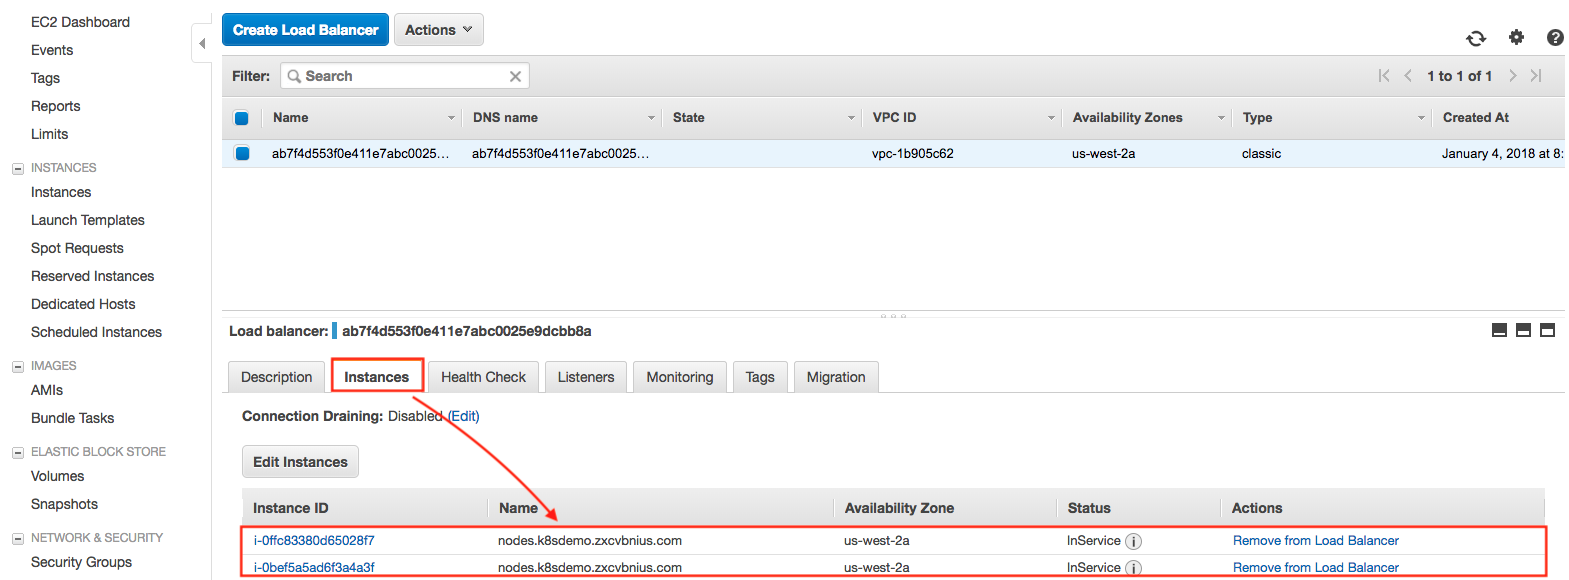 EC2 Dashboard
Events
Tags
Reports
Limits
INSTANCES
Instances
Launch Templates
Spot Requests
Reserved Instances
Dedicated Hosts
Scheduled Instances
IMAGES
AMIs
Bundle Tasks
ELASTIC BLOCK STORE
Volumes
Snapshots
NETWORK & SECURITY
Security Groups
Create Load Balancer Actions
Filter: Search 1 to 1 of 1
Name DNS name State VPC ID Availability Zones Type Created At
ab7f4d553f0e411e7abc0025... ab7f4d553f0e411e7abc0025... vpc-1b905c62 us-west-2a classic January 4, 2018 at 8:
Load balancer: ab7f4d553f0e411e7abc0025e9dcbb8a
Description Instances Health Check Listeners Monitoring Tags Migration
Connection Draining: Disabled (Edit)
Edit Instances
Instance ID Name Availability Zone Status Actions
i-0ffc83380d65028f7 nodes.k8sdemo.zxcvbnius.com us-west-2a InService i Remove from Load Balancer
i-0bef5a5ad6f3a4a3f nodes.k8sdemo.zxcvbnius.com us-west-2a InService i Remove from Load Balancer